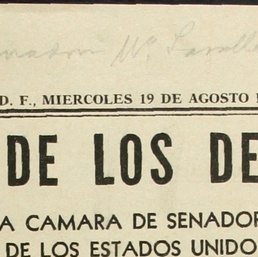 D. F., MIERCOLES 19 DE AGOSTO
DE LOS DE
A CAMARA DE SENADOR
DE LOS ESTADOS UNIDO